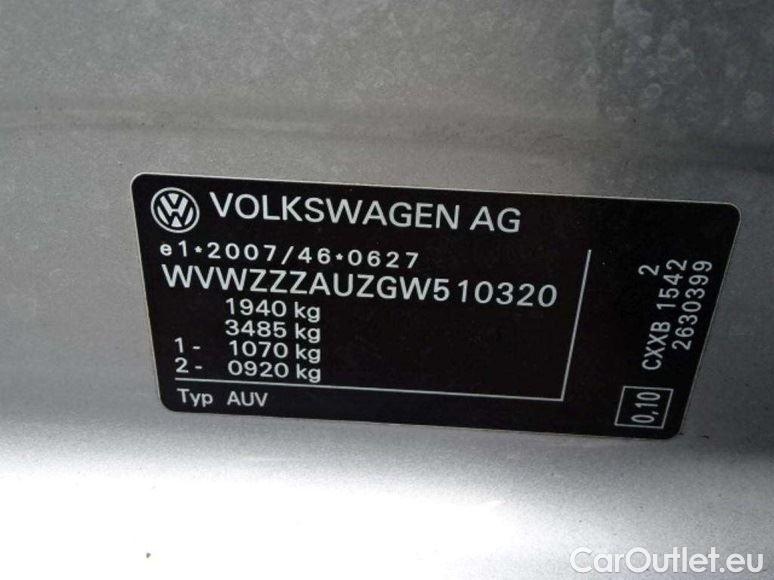 VOLKSWAGEN AG
e1*2007/46*0627
WVWZZZAUZGW510320
1940 kg
3485 kg
1- 1070 kg
2- 0920 kg
Typ AUV
2
CXXB 1542
2630399
0,10
CarOutlet.eu